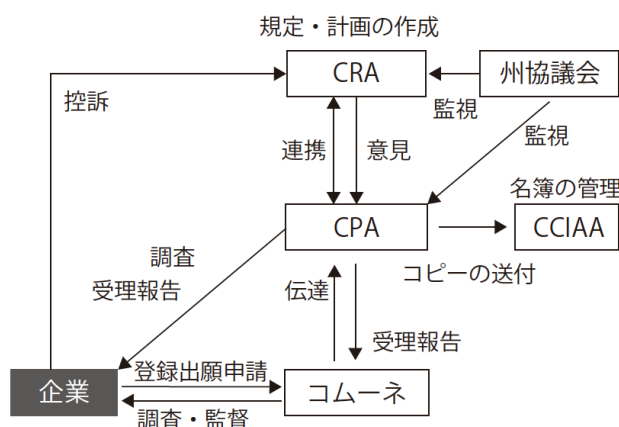 規定・計画の作成
CRA
州協議会
控訴
監視
監視
連携
意見
名簿の管理
CPA
CCIAA
調査
受理報告
コピーの送付
伝達
受理報告
登録出願申請
企業
コムーネ
調査・監督